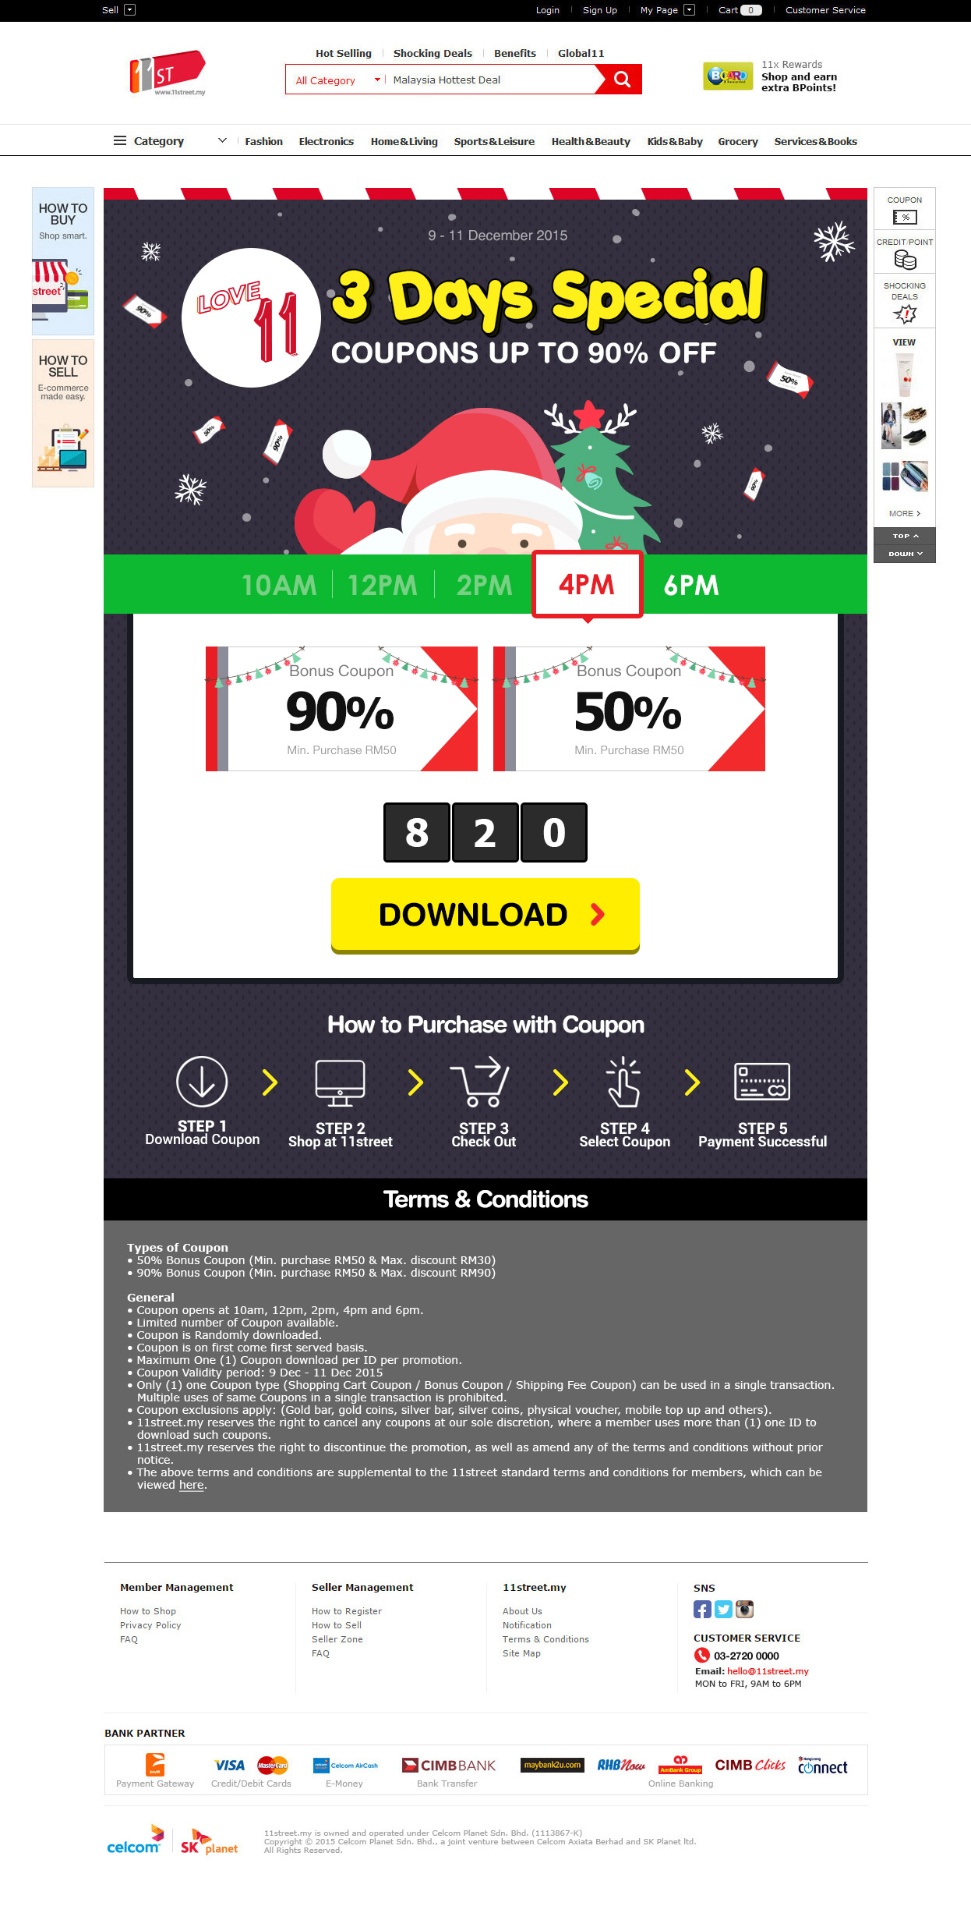 Sell
Login
Sign Up
My Page
Cart 0
Customer Service
Hot Selling
Shocking Deals
Benefits
Global11
11ST
www.11street.my
All Category
Malaysia Hottest Deal
BCARD
11x Rewards
Shop and earn
extra BPoints!
Category
Fashion
Electronics
Home&Living
Sports&Leisure
Health&Beauty
Kids&Baby
Grocery
Services&Books
HOW TO
BUY
Shop smart.
street
HOW TO
SELL
E-commerce
made easy.
COUPON
%
CREDIT/POINT
SHOCKING
DEALS
VIEW
MORE >
TOP
DOWN
9 - 11 December 2015
LOVE
11
3 Days Special
COUPONS UP TO 90% OFF
90%
50%
90%
90%
90%
10AM
12PM
2PM
4PM
6PM
Bonus Coupon
90%
Min. Purchase RM50
Bonus Coupon
50%
Min. Purchase RM50
8 2 0
DOWNLOAD
How to Purchase with Coupon
STEP 1
Download Coupon
STEP 2
Shop at 11street
STEP 3
Check Out
STEP 4
Select Coupon
STEP 5
Payment Successful
Terms & Conditions
Types of Coupon
• 50% Bonus Coupon (Min. purchase RM50 & Max. discount RM30)
• 90% Bonus Coupon (Min. purchase RM50 & Max. discount RM90)
General
• Coupon opens at 10am, 12pm, 2pm, 4pm and 6pm.
• Limited number of Coupon available.
• Coupon is Randomly downloaded.
• Coupon is on first come first served basis.
• Maximum One (1) Coupon download per ID per promotion.
• Coupon Validity period: 9 Dec - 11 Dec 2015
• Only (1) one Coupon type (Shopping Cart Coupon / Bonus Coupon / Shipping Fee Coupon) can be used in a single transaction.
Multiple uses of same Coupons in a single transaction is prohibited.
• Coupon exclusions apply: (Gold bar, gold coins, silver bar, silver coins, physical voucher, mobile top up and others).
• 11street.my reserves the right to cancel any coupons at our sole discretion, where a member uses more than (1) one ID to
download such coupons.
• 11street.my reserves the right to discontinue the promotion, as well as amend any of the terms and conditions without prior
notice.
• The above terms and conditions are supplemental to the 11street standard terms and conditions for members, which can be
viewed here.
Member Management
How to Shop
Privacy Policy
FAQ
Seller Management
How to Register
How to Sell
Seller Zone
FAQ
11street.my
About Us
Notification
Terms & Conditions
Site Map
SNS
CUSTOMER SERVICE
03-2720 0000
Email: hello@11street.my
MON to FRI, 9AM to 6PM
BANK PARTNER
Payment Gateway
VISA
MasterCard
Credit/Debit Cards
Celcom AirCash
E-Money
CIMB BANK
Bank Transfer
maybank2u.com
RHB Now
AmBank Group
CIMB Clicks
Connect
Online Banking
celcom
SK planet
11street.my is owned and operated under Celcom Planet Sdn. Bhd. (1113867-K)
Copyright © 2015 Celcom Planet Sdn. Bhd., a joint venture between Celcom Axiata Berhad and SK Planet ltd.
All Rights Reserved.